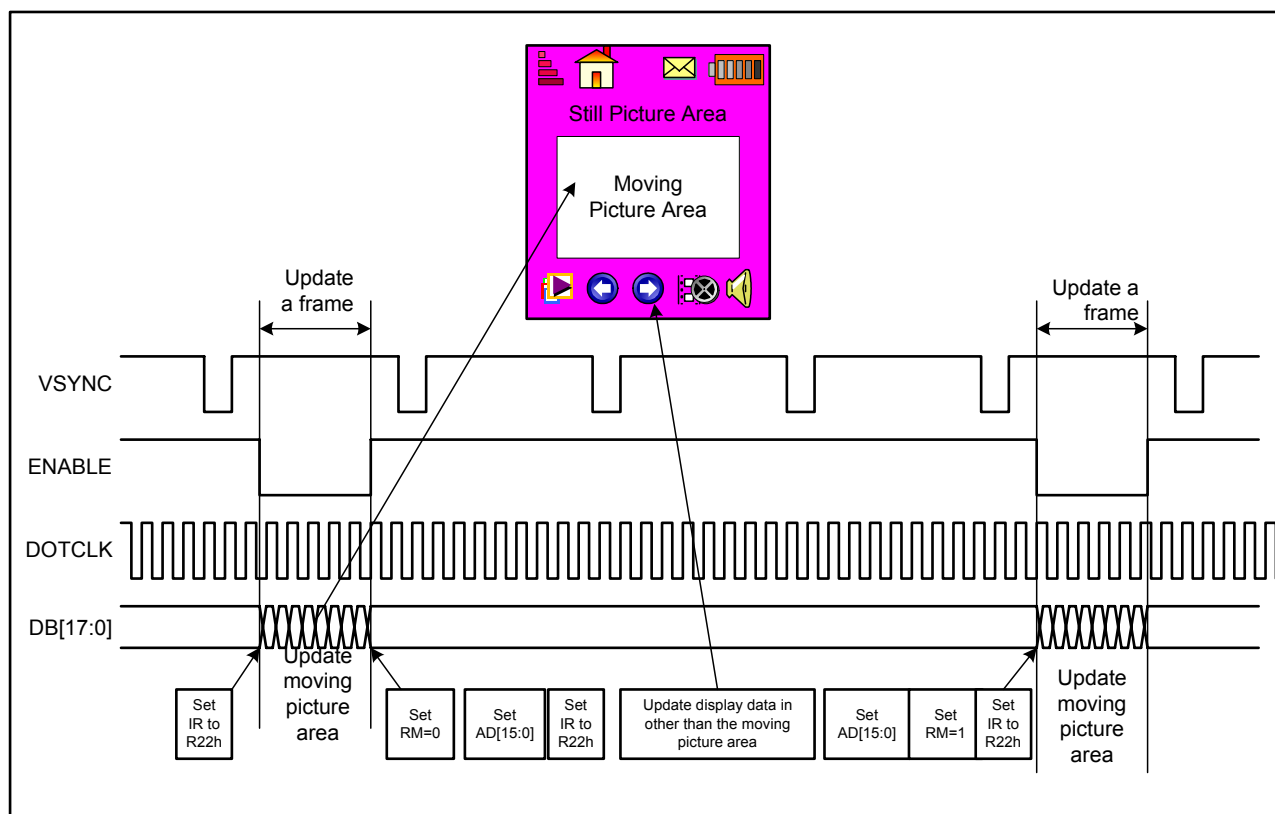 Still Picture Area
Moving
Picture Area
Update
a frame
Update a
frame
VSYNC
ENABLE
DOTCLK
DB[17:0]
Update
moving
picture
area
Update
moving
picture
area
Set
IR to
R22h
Set
RM=0
Set
AD[15:0]
Set
IR to
R22h
Update display data in
other than the moving
picture area
Set
AD[15:0]
Set
RM=1
Set
IR to
R22h